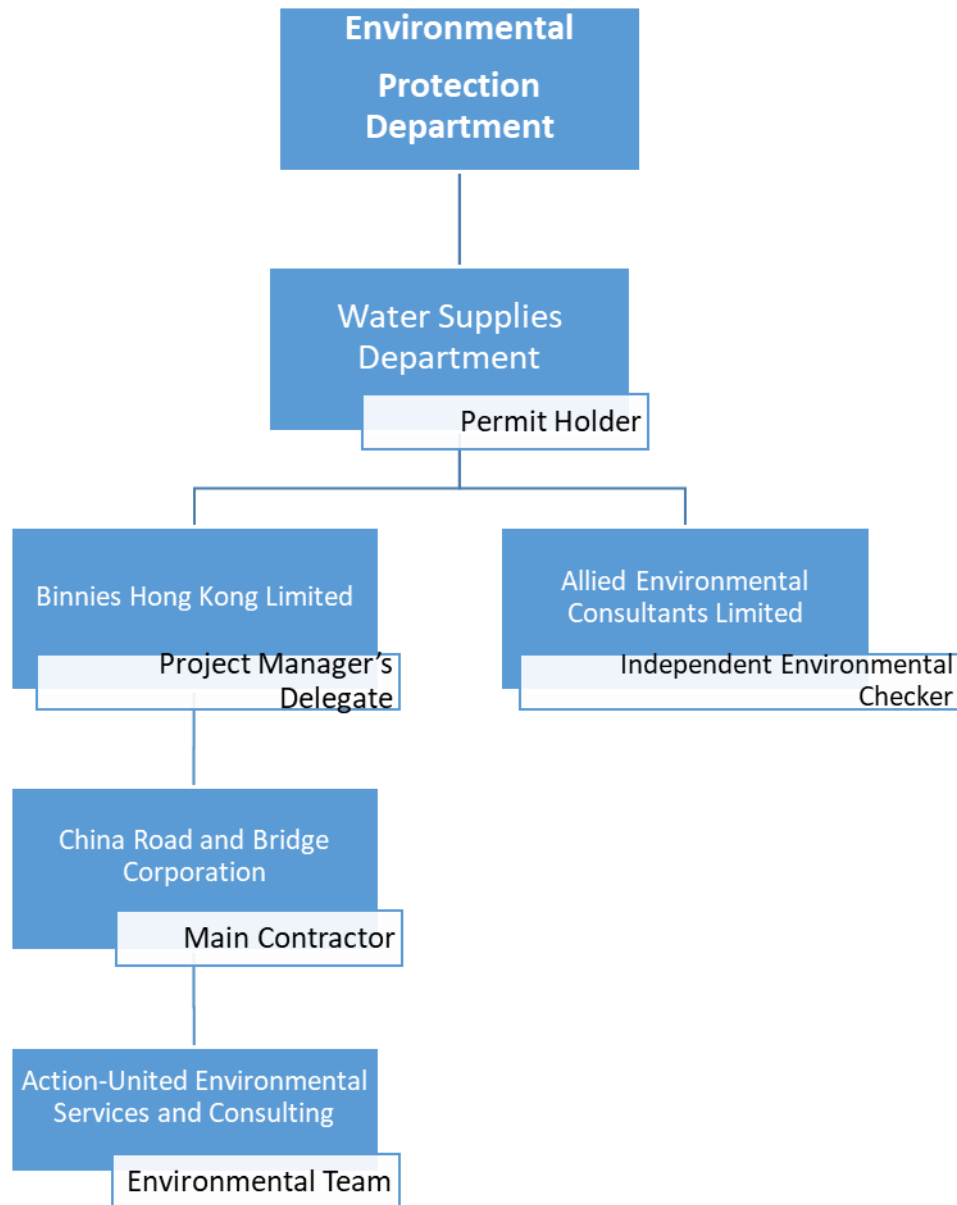 Environmental
Protection
Department
Water Supplies
Department
Permit Holder
Binnies Hong Kong Limited
Project Manager’s
Delegate
Allied Environmental
Consultants Limited
Independent Environmental
Checker
China Road and Bridge
Corporation
Main Contractor
Action-United Environmental
Services and Consulting
Environmental Team